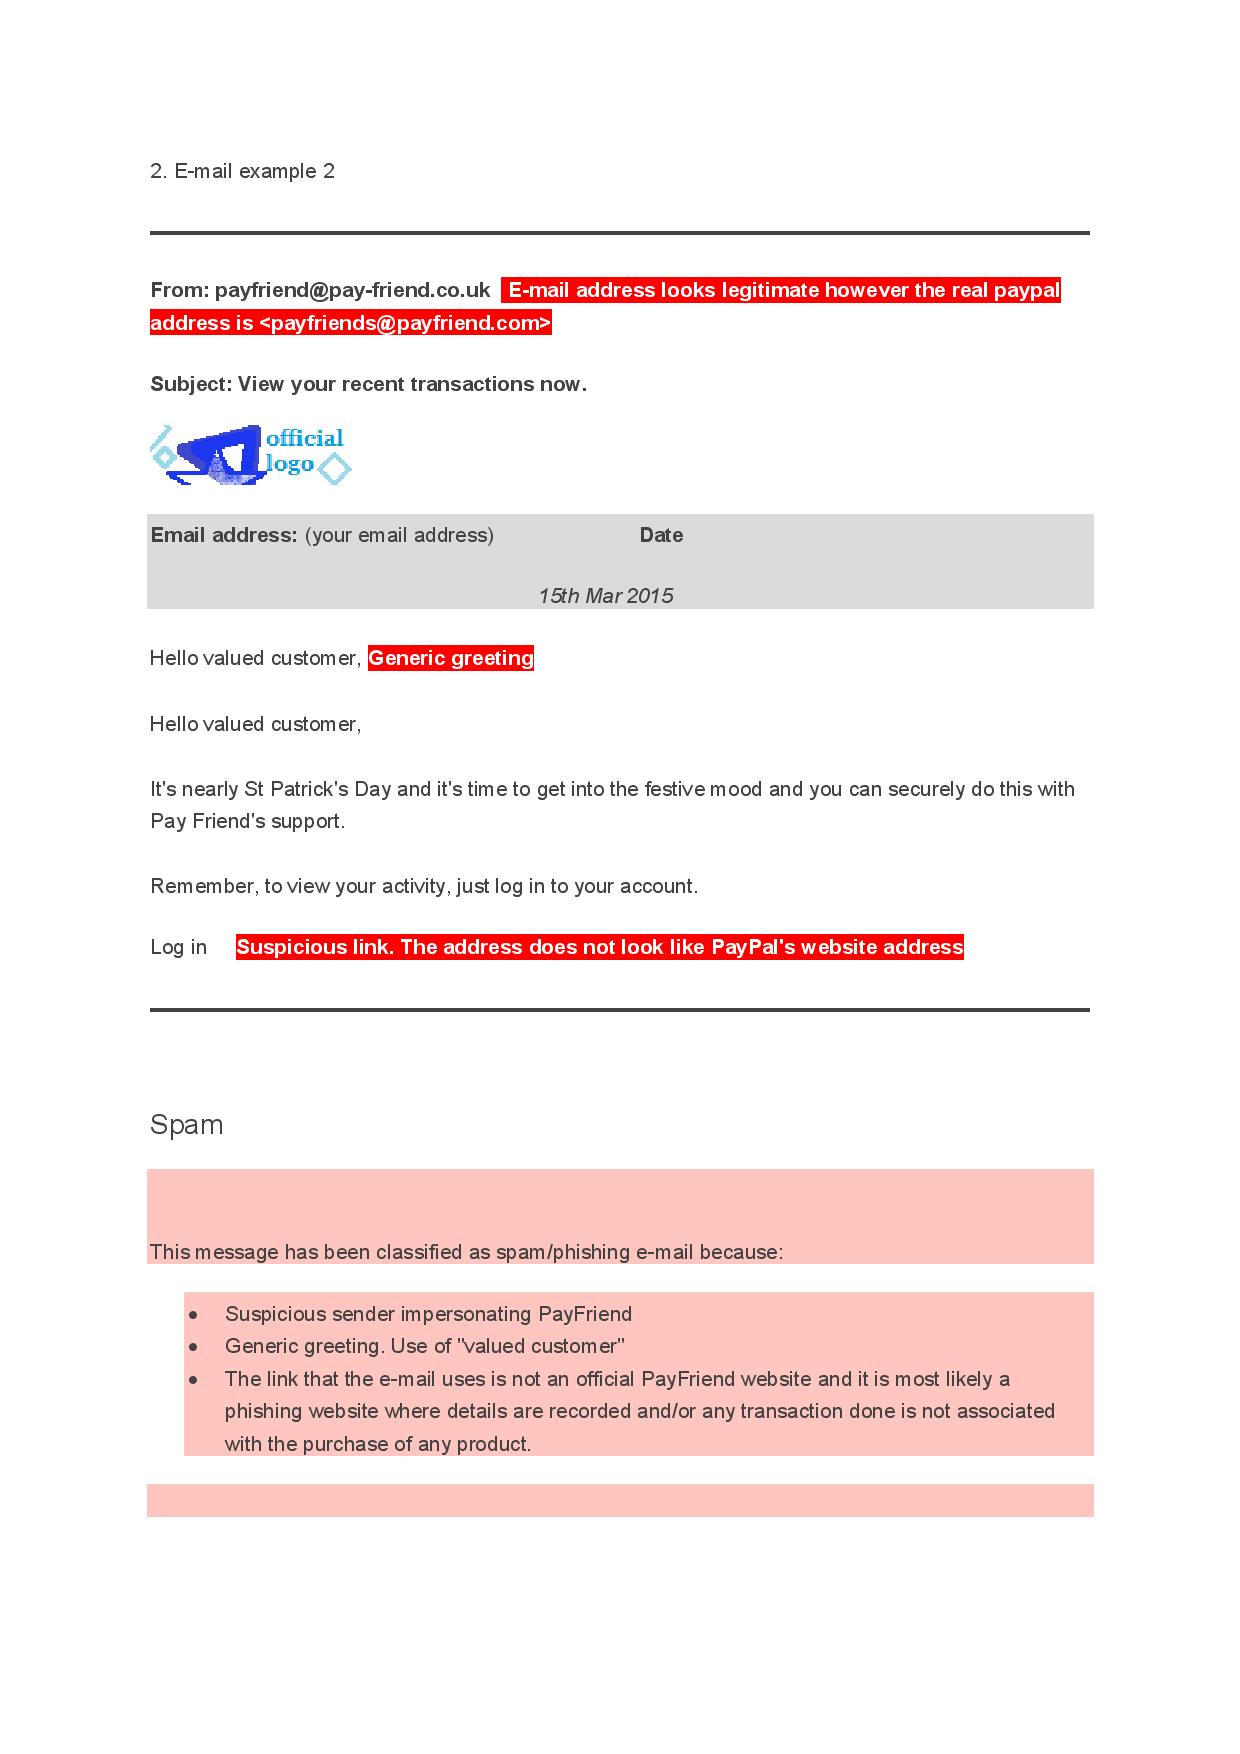 2. E-mail example 2
From: payfriend@pay-friend.co.uk E-mail address looks legitimate however the real paypal
address is <payfriends@payfriend.com>
Subject: View your recent transactions now.
official
logo
Email address: (your email address) Date
15th Mar 2015
Hello valued customer, Generic greeting
Hello valued customer,
It's nearly St Patrick's Day and it's time to get into the festive mood and you can securely do this with
Pay Friend's support.
Remember, to view your activity, just log in to your account.
Log in Suspicious link. The address does not look like PayPal's website address
Spam
This message has been classified as spam/phishing e-mail because:
● Suspicious sender impersonating PayFriend
● Generic greeting. Use of "valued customer"
● The link that the e-mail uses is not an official PayFriend website and it is most likely a
phishing website where details are recorded and/or any transaction done is not associated
with the purchase of any product.